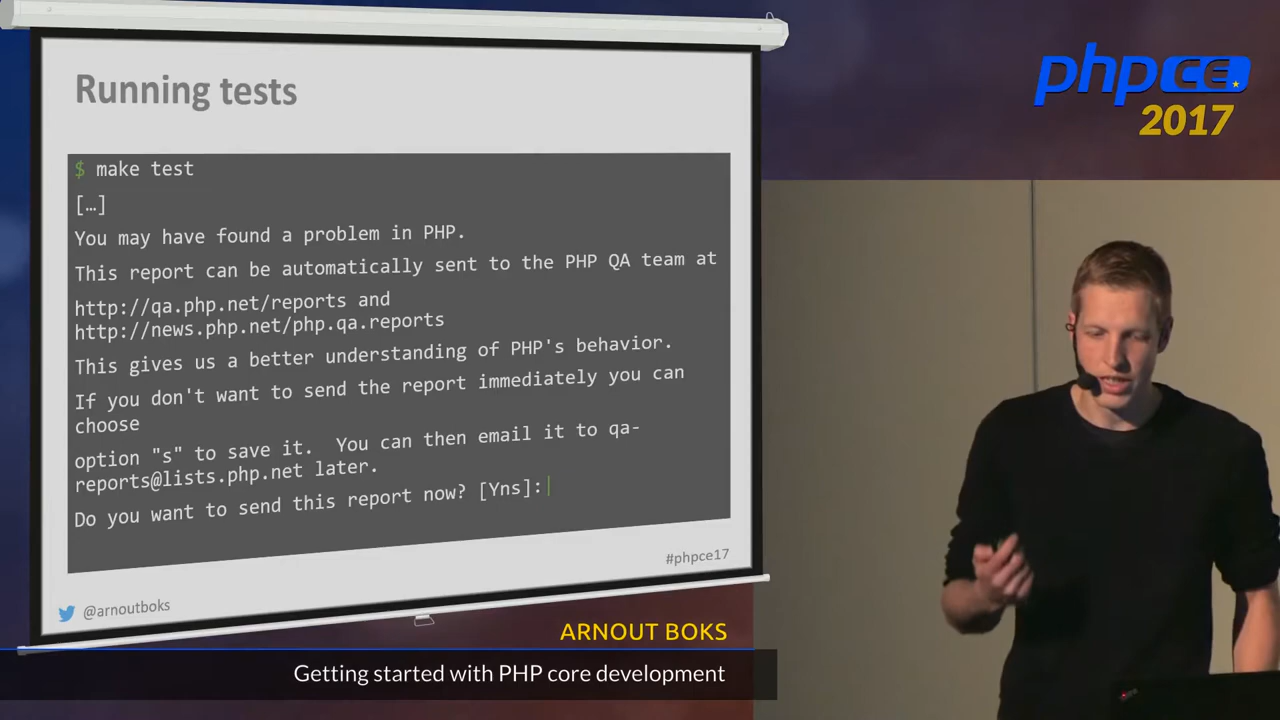 Running tests
$ make test
[…]
You may have found a problem in PHP.
This report can be automatically sent to the PHP QA team at
http://qa.php.net/reports and
http://news.php.net/php.qa.reports
This gives us a better understanding of PHP's behavior.
If you don't want to send the report immediately you can
choose
option "s" to save it.  You can then email it to qa-
reports@lists.php.net later.
Do you want to send this report now? [Yns]:
#phpce17
@arnoutboks
phpCE
2017
ARNOUT BOKS
Getting started with PHP core development